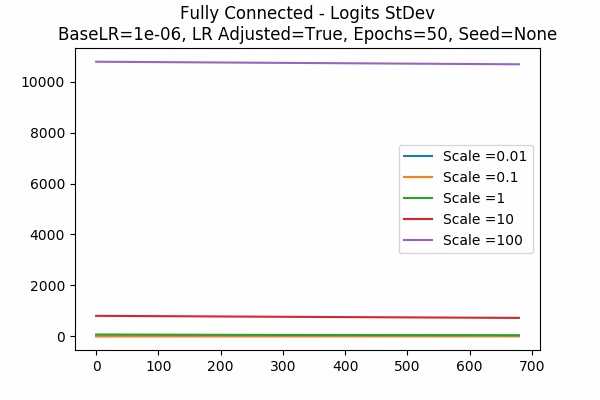 Fully Connected - Logits StDev
BaseLR=1e-06, LR Adjusted=True, Epochs=50, Seed=None
10000
8000
6000
4000
2000
0
Scale =0.01
Scale =0.1
Scale =1
Scale =10
Scale =100
0 100 200 300 400 500 600 700